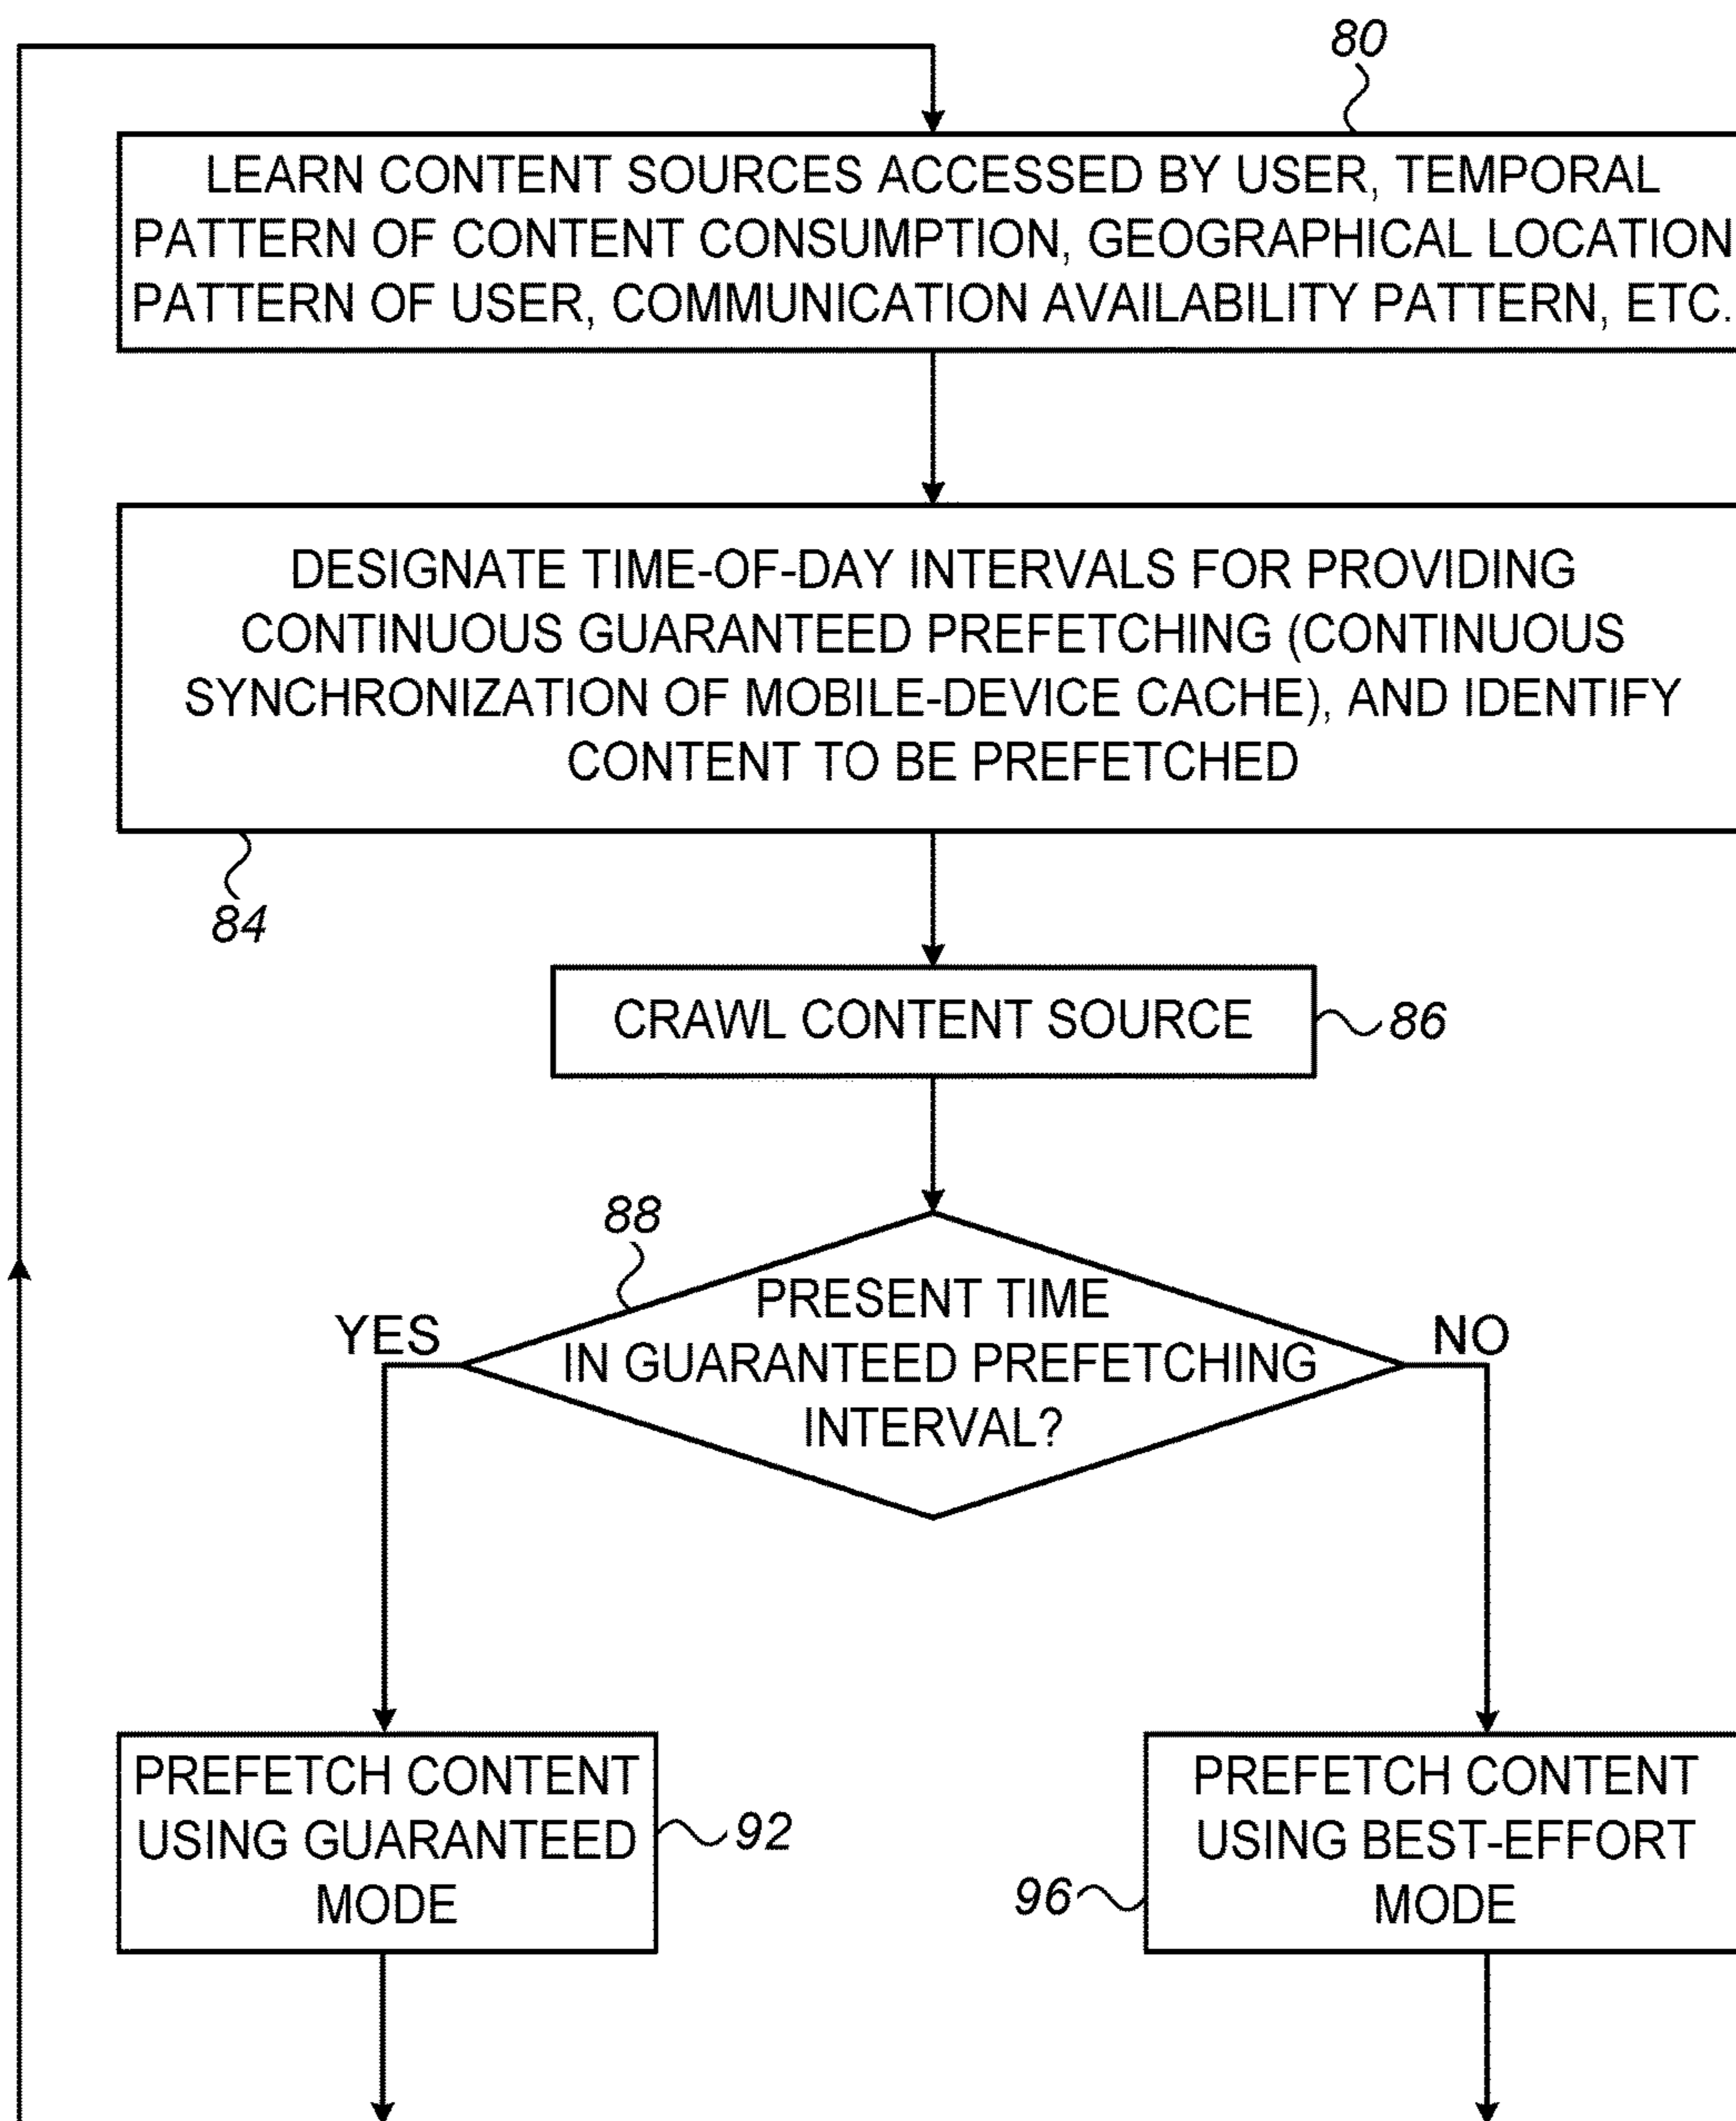 80
LEARN CONTENT SOURCES ACCESSED BY USER, TEMPORAL
PATTERN OF CONTENT CONSUMPTION, GEOGRAPHICAL LOCATION
PATTERN OF USER, COMMUNICATION AVAILABILITY PATTERN, ETC.
DESIGNATE TIME-OF-DAY INTERVALS FOR PROVIDING
CONTINUOUS GUARANTEED PREFETCHING (CONTINUOUS
SYNCHRONIZATION OF MOBILE-DEVICE CACHE), AND IDENTIFY
CONTENT TO BE PREFETCHED
84
CRAWL CONTENT SOURCE
86
88
PRESENT TIME
IN GUARANTEED PREFETCHING
INTERVAL?
YES
NO
PREFETCH CONTENT
USING GUARANTEED
MODE
92
PREFETCH CONTENT
USING BEST-EFFORT
MODE
96